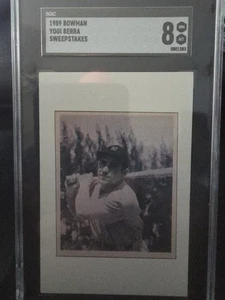 SGC
1989 BOWMAN
YOGI BERRA
SWEEPSTAKES
8